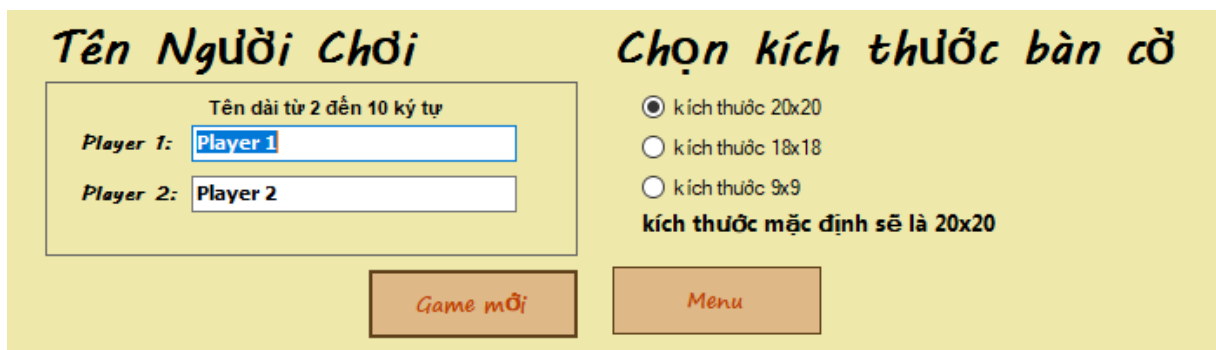 Tên Người Chơi
Tên dài từ 2 đến 10 ký tự
Player 1: Player 1
Player 2: Player 2
Game mới
Chọn kích thước bàn cờ
kích thước 20x20
kích thước 18x18
kích thước 9x9
kích thước mặc định sẽ là 20x20
Menu